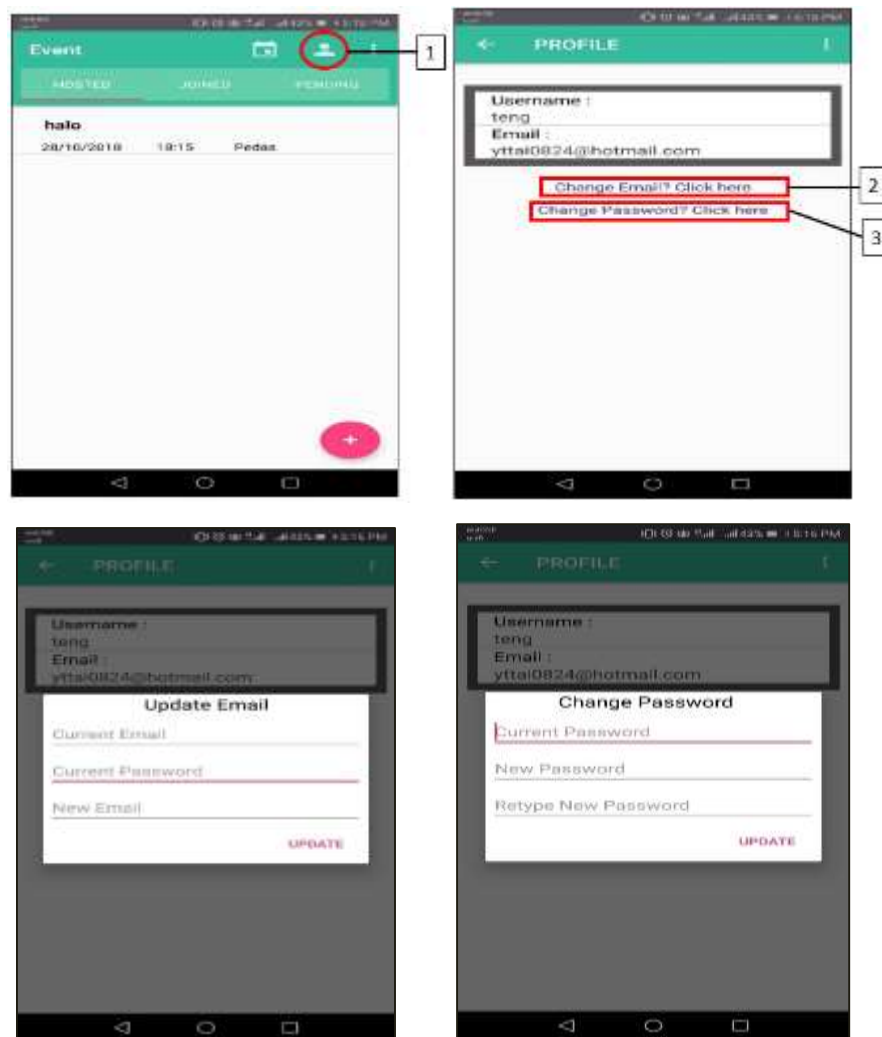 Event
1
HOSTED JOINED PENDING
halo
28/10/2018 18:15 Pedas
+
PROFILE
Username :
teng
Email :
yttai0824@hotmail.com
Change Email? Click here
2
Change Password? Click here
3
PROFILE
Username :
teng
Email :
yttai0824@hotmail.com
Update Email
Current Email
Current Password
New Email
UPDATE
PROFILE
Username :
teng
Email :
yttai0824@hotmail.com
Change Password
Current Password
New Password
Retype New Password
UPDATE